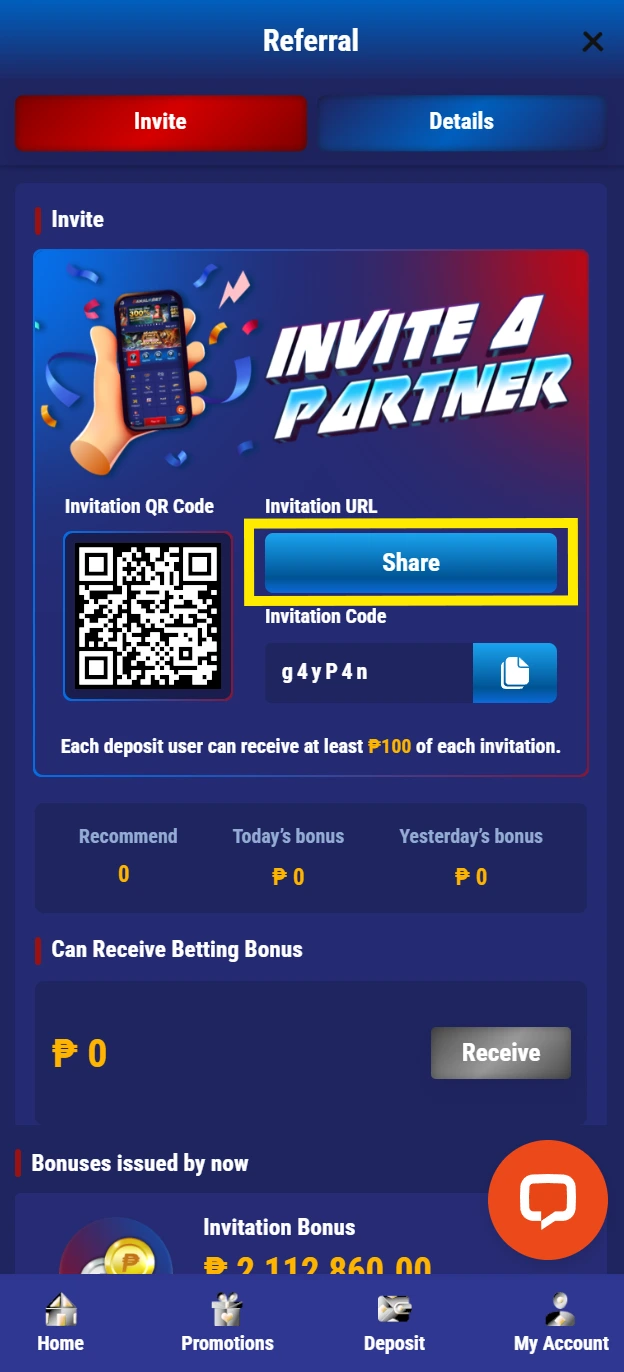 Referral
Invite
Details
Invite
300%
INVITE A
PARTNER
Invitation QR Code
Invitation URL
Share
Invitation Code
g4yP4n
Each deposit user can receive at least ₱100 of each invitation.
Recommend
Today’s bonus
Yesterday’s bonus
0
₱ 0
₱ 0
Can Receive Betting Bonus
₱ 0
Receive
Bonuses issued by now
Invitation Bonus
₱ 2,112,860.00
Home
Promotions
Deposit
My Account